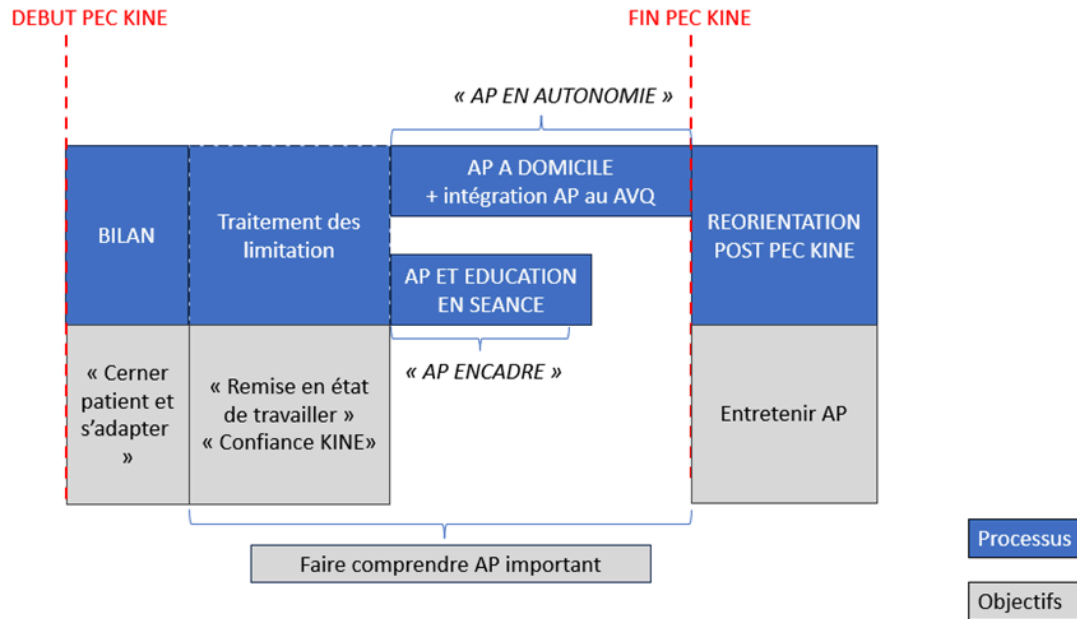 DEBUT PEC KINE
FIN PEC KINE
« AP EN AUTONOMIE »
BILAN
Traitement des
limitation
AP A DOMICILE
+ intégration AP au AVQ
AP ET EDUCATION
EN SEANCE
REORIENTATION
POST PEC KINE
« AP ENCADRE »
« Cerner
patient et
s’adapter
»
« Remise en état
de travailler »
« Confiance KINE»
Entretenir AP
Faire comprendre AP important
Processus
Objectifs